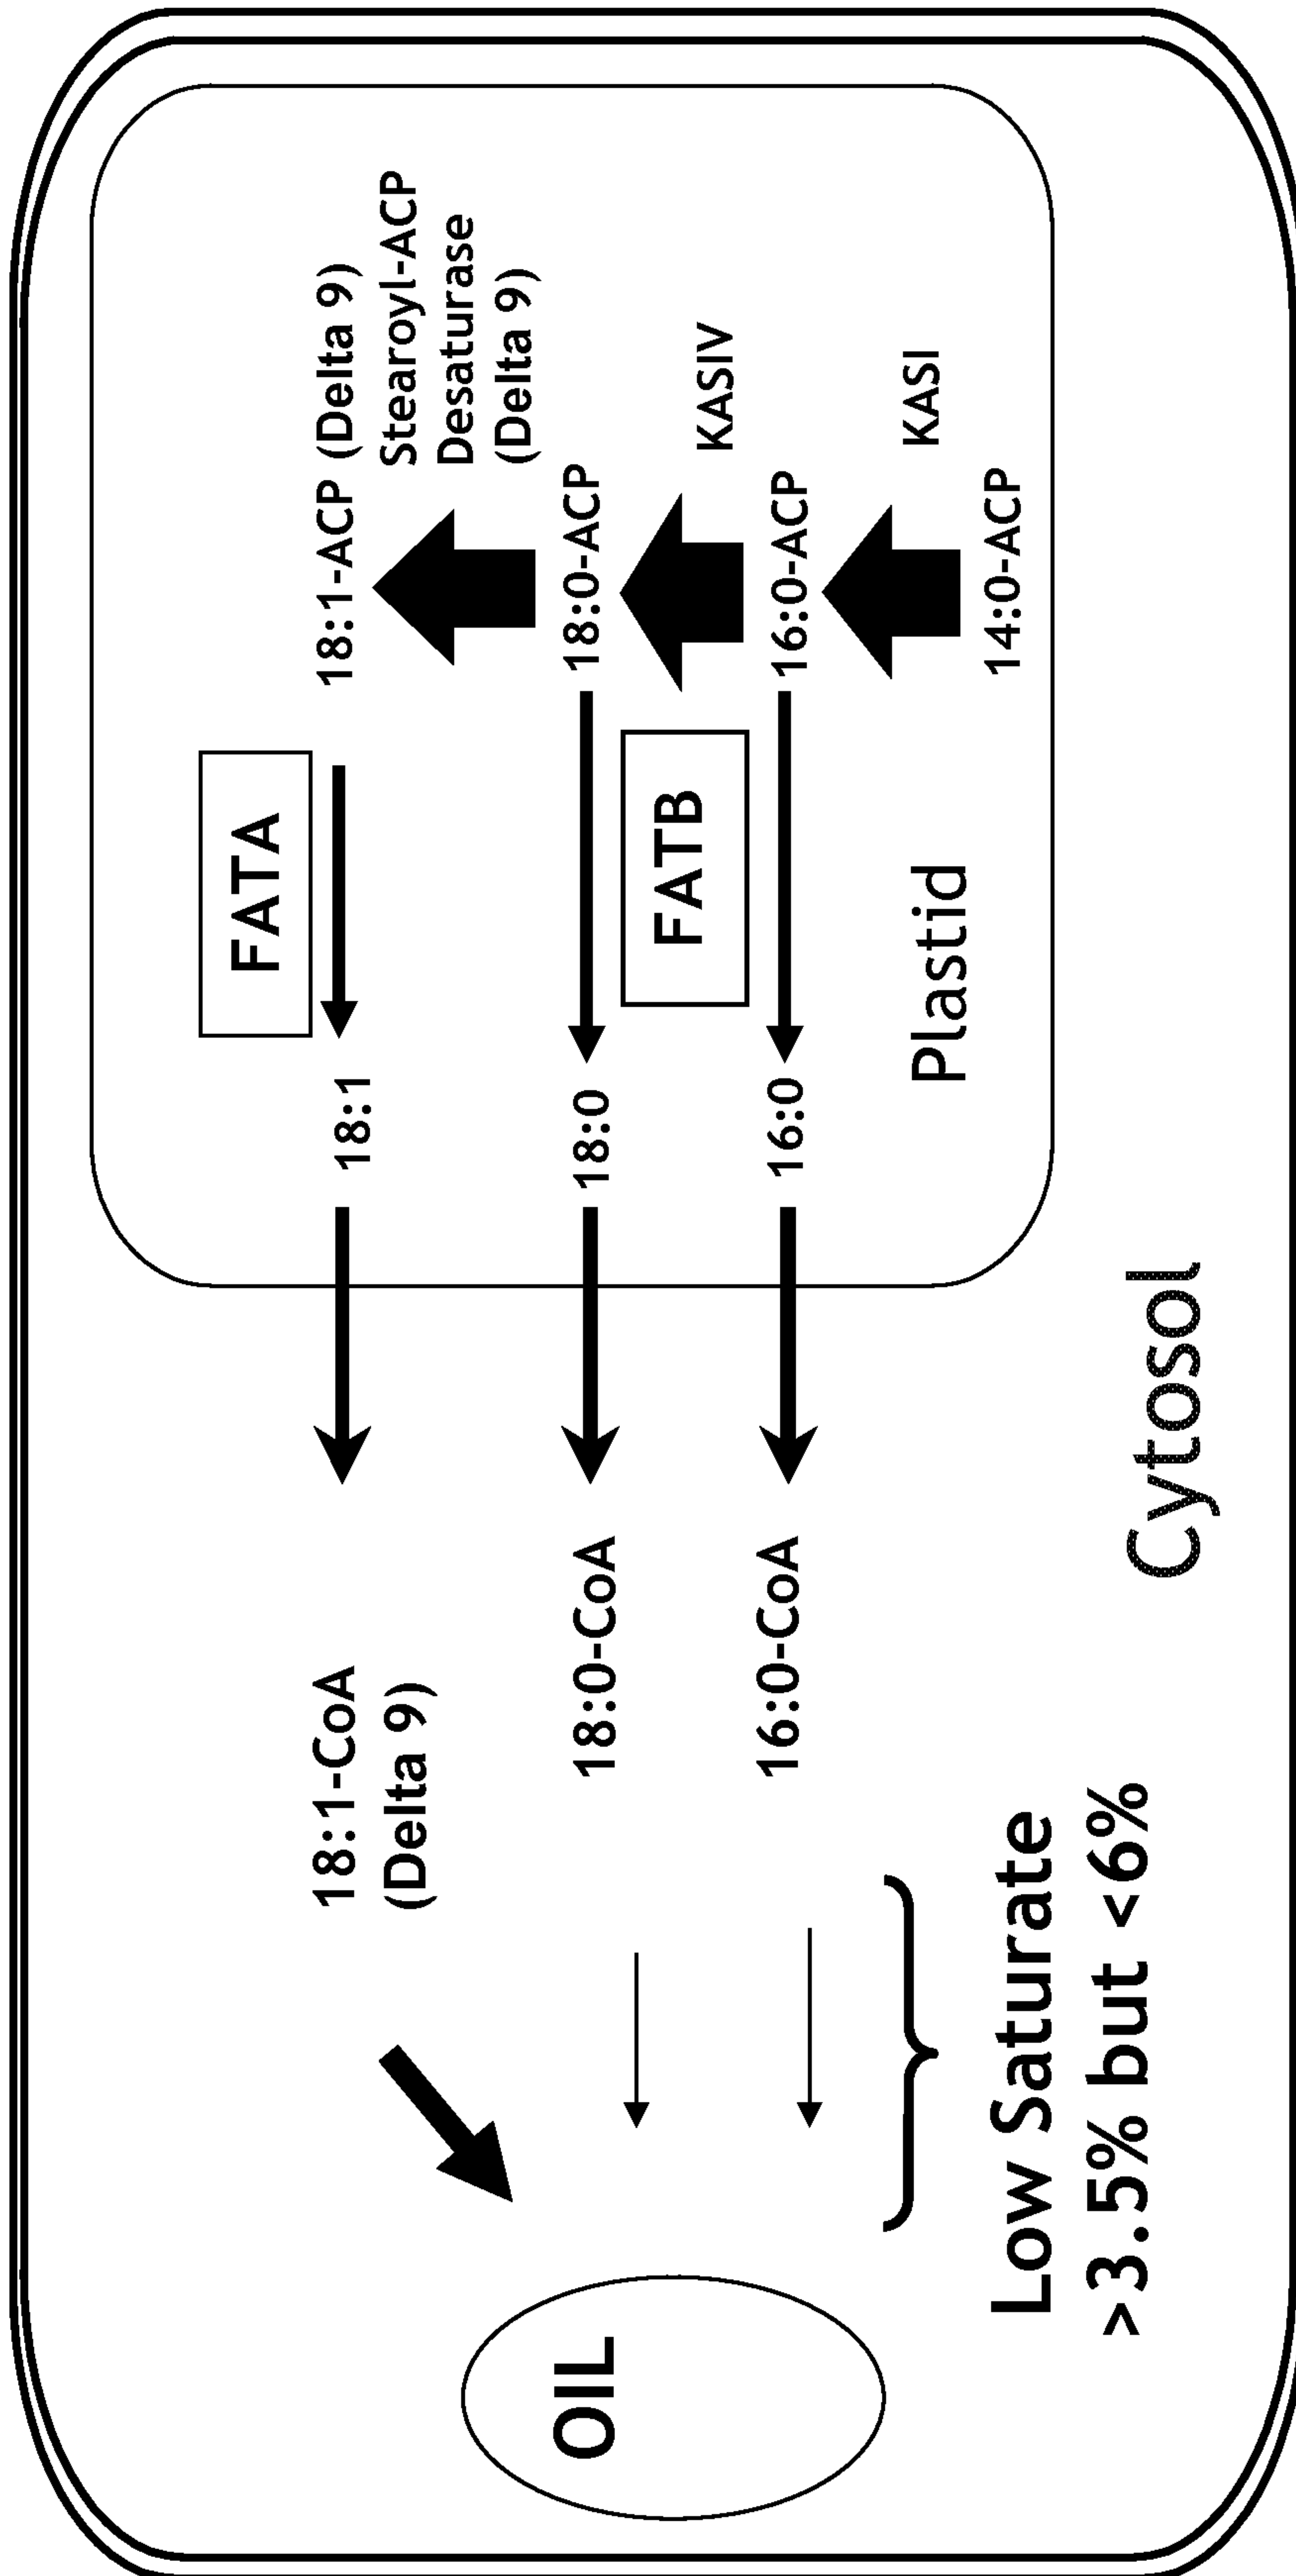 FATA
18:1-CoA
(Delta 9)
18:1
18:1-ACP (Delta 9)
Stearoyl-ACP
Desaturase
(Delta 9)
OIL
18:0-CoA
18:0
18:0-ACP
FATB
KASIV
16:0-CoA
16:0
16:0-ACP
KASI
Plastid
14:0-ACP
Low Saturate
>3.5% but <6%
Cytosol